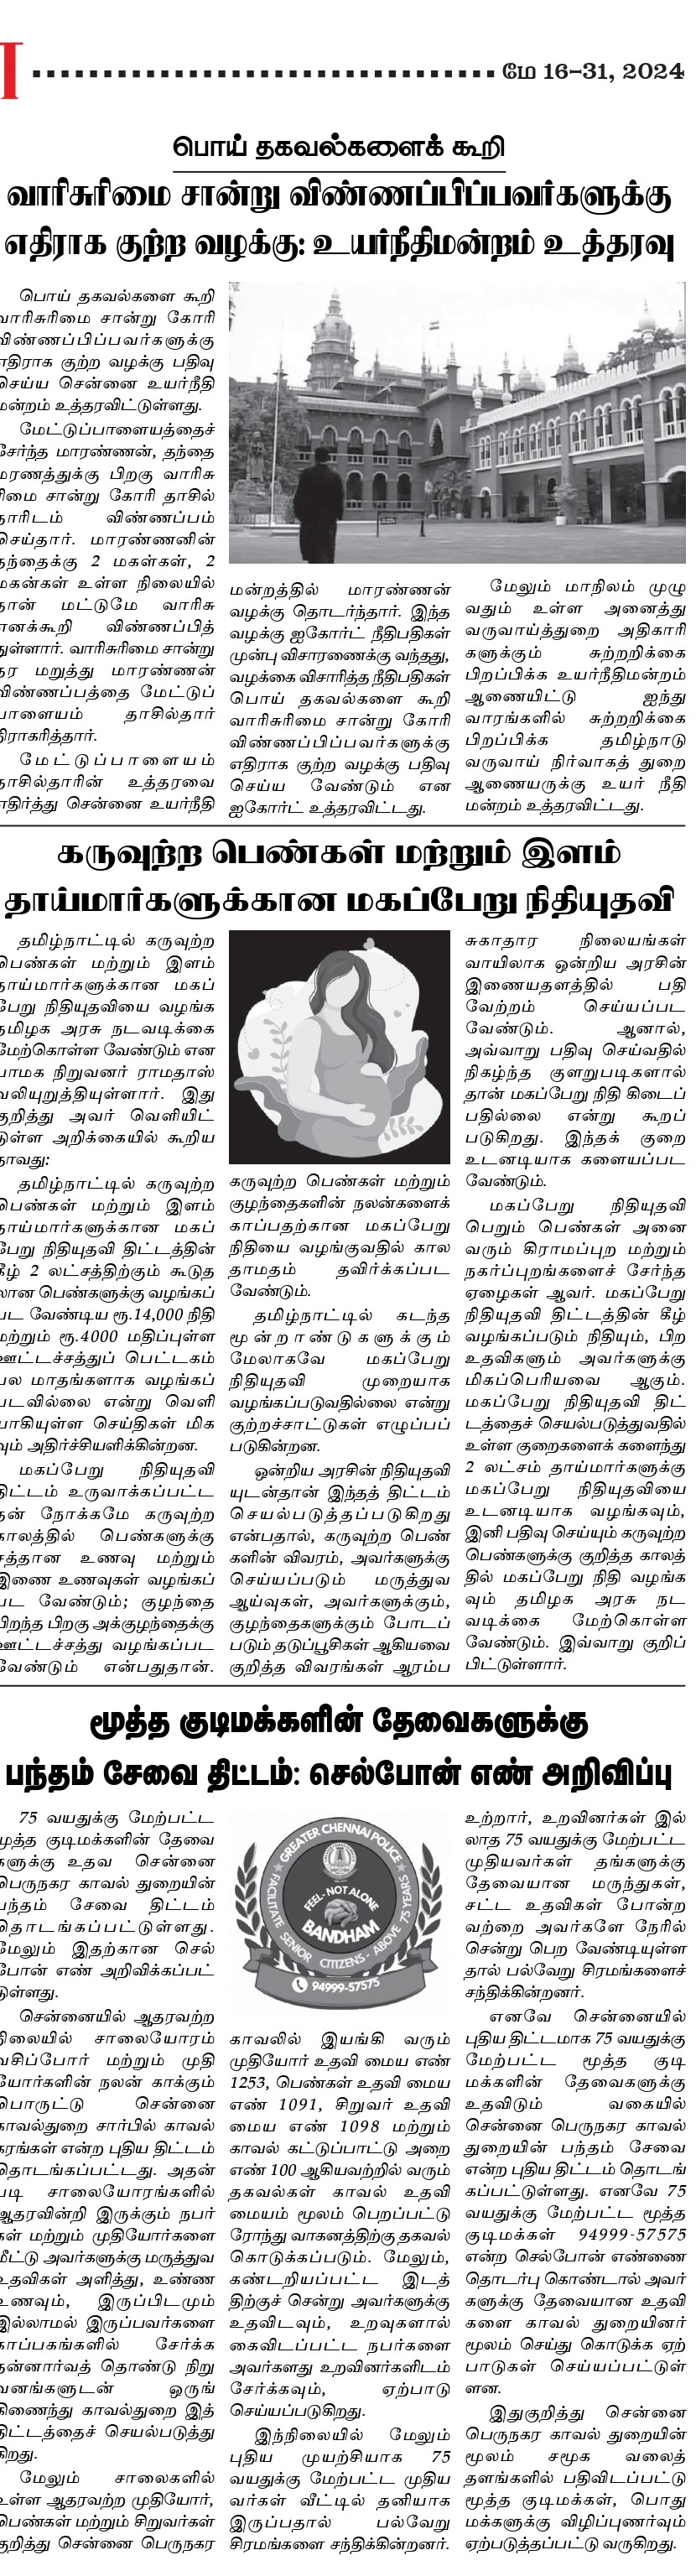 மே 16-31, 2024
பொய் தகவல்களைக் கூறி
வாரிசுரிமை சான்று விண்ணப்பிப்பவர்களுக்கு
எதிராக குற்ற வழக்கு: உயர்நீதிமன்றம் உத்தரவு
பொய் தகவல்களை கூறி
வாரிசுரிமை சான்று கோரி
விண்ணப்பிப்பவர்களுக்கு
எதிராக குற்ற வழக்கு பதிவு
செய்ய சென்னை உயர்நீதி
மன்றம் உத்தரவிட்டுள்ளது.
மேட்டுப்பாளையத்தைச்
சேர்ந்த மாரண்ணன், தந்தை
மரணத்துக்கு பிறகு வாரிசு
ரிமை சான்று கோரி தாசில்
தாரிடம் விண்ணப்பம்
செய்தார். மாரண்ணனின்
தந்தைக்கு 2 மகள்கள், 2
மகன்கள் உள்ள நிலையில்
தான் மட்டுமே வாரிசு
எனக்கூறி விண்ணப்பித்
துள்ளார். வாரிசுரிமை சான்று
தர மறுத்து மாரண்ணன்
விண்ணப்பத்தை மேட்டுப்
பாளையம் தாசில்தார்
நிராகரித்தார்.
மேட்டுப்பாளையம்
தாசில்தாரின் உத்தரவை
எதிர்த்து சென்னை உயர்நீதி
மன்றத்தில் மாரண்ணன்
வழக்கு தொடர்ந்தார். இந்த
வழக்கு ஐகோர்ட் நீதிபதிகள்
முன்பு விசாரணைக்கு வந்தது,
வழக்கை விசாரித்த நீதிபதிகள்
பொய் தகவல்களை கூறி
வாரிசுரிமை சான்று கோரி
விண்ணப்பிப்பவர்களுக்கு
எதிராக குற்ற வழக்கு பதிவு
செய்ய வேண்டும் என
ஐகோர்ட் உத்தரவிட்டது.
மேலும் மாநிலம் முழு
வதும் உள்ள அனைத்து
வருவாய்த்துறை அதிகாரி
களுக்கும் சுற்றறிக்கை
பிறப்பிக்க உயர்நீதிமன்றம்
ஆணையிட்டு ஐந்து
வாரங்களில் சுற்றறிக்கை
பிறப்பிக்க தமிழ்நாடு
வருவாய் நிர்வாகத் துறை
ஆணையருக்கு உயர் நீதி
மன்றம் உத்தரவிட்டது.
கருவுற்ற பெண்கள் மற்றும் இளம்
தாய்மார்களுக்கான மகப்பேறு நிதியுதவி
தமிழ்நாட்டில் கருவுற்ற
பெண்கள் மற்றும் இளம்
தாய்மார்களுக்கான மகப்
பேறு நிதியுதவியை வழங்க
தமிழக அரசு நடவடிக்கை
மேற்கொள்ள வேண்டும் என
பாமக நிறுவனர் ராமதாஸ்
வலியுறுத்தியுள்ளார். இது
குறித்து அவர் வெளியிட்
டுள்ள அறிக்கையில் கூறிய
தாவது:
தமிழ்நாட்டில் கருவுற்ற
பெண்கள் மற்றும் இளம்
தாய்மார்களுக்கான மகப்
பேறு நிதியுதவி திட்டத்தின்
கீழ் 2 லட்சத்திற்கும் கூடுத
லான பெண்களுக்கு வழங்கப்
பட வேண்டிய ரூ.14,000 நிதி
மற்றும் ரூ.4000 மதிப்புள்ள
ஊட்டச்சத்துப் பெட்டகம்
பல மாதங்களாக வழங்கப்
படவில்லை என்று வெளி
யாகியுள்ள செய்திகள் மிக
வும் அதிர்ச்சியளிக்கின்றன.
மகப்பேறு நிதியுதவி
திட்டம் உருவாக்கப்பட்ட
தன் நோக்கமே கருவுற்ற
காலத்தில் பெண்களுக்கு
சத்தான உணவு மற்றும்
இணை உணவுகள் வழங்கப்
பட வேண்டும்; குழந்தை
பிறந்த பிறகு அக்குழந்தைக்கு
ஊட்டச்சத்து வழங்கப்பட
வேண்டும் என்பதுதான்.
கருவுற்ற பெண்கள் மற்றும்
குழந்தைகளின் நலன்களைக்
காப்பதற்கான மகப்பேறு
நிதியை வழங்குவதில் கால
தாமதம் தவிர்க்கப்பட
வேண்டும்.
தமிழ்நாட்டில் கடந்த
மூன்றாண்டுகளுக்கும்
மேலாகவே மகப்பேறு
நிதியுதவி முறையாக
வழங்கப்படுவதில்லை என்று
குற்றச்சாட்டுகள் எழுப்பப்
படுகின்றன.
ஒன்றிய அரசின் நிதியுதவி
யுடன்தான் இந்தத் திட்டம்
செயல்படுத்தப்படுகிறது
என்பதால், கருவுற்ற பெண்
களின் விவரம், அவர்களுக்கு
செய்யப்படும் மருத்துவ
ஆய்வுகள், அவர்களுக்கும்,
குழந்தைகளுக்கும் போடப்
படும் தடுப்பூசிகள் ஆகியவை
குறித்த விவரங்கள் ஆரம்ப
சுகாதார நிலையங்கள்
வாயிலாக ஒன்றிய அரசின்
இணையதளத்தில் பதி
வேற்றம் செய்யப்பட
வேண்டும். ஆனால்,
அவ்வாறு பதிவு செய்வதில்
நிகழ்ந்த குளறுபடிகளால்
தான் மகப்பேறு நிதி கிடைப்
பதில்லை என்று கூறப்
படுகிறது. இந்தக் குறை
உடனடியாக களையப்பட
வேண்டும்.
மகப்பேறு நிதியுதவி
பெறும் பெண்கள் அனை
வரும் கிராமப்புற மற்றும்
நகர்ப்புறங்களைச் சேர்ந்த
ஏழைகள் ஆவர். மகப்பேறு
நிதியுதவி திட்டத்தின் கீழ்
வழங்கப்படும் நிதியும், பிற
உதவிகளும் அவர்களுக்கு
மிகப்பெரியவை ஆகும்.
மகப்பேறு நிதியுதவி திட்
டத்தைச் செயல்படுத்துவதில்
உள்ள குறைகளைக் களைந்து
2 லட்சம் தாய்மார்களுக்கு
மகப்பேறு நிதியுதவியை
உடனடியாக வழங்கவும்,
இனி பதிவு செய்யும் கருவுற்ற
பெண்களுக்கு குறித்த காலத்
தில் மகப்பேறு நிதி வழங்க
வும் தமிழக அரசு நட
வடிக்கை மேற்கொள்ள
வேண்டும். இவ்வாறு குறிப்
பிட்டுள்ளார்.
மூத்த குடிமக்களின் தேவைகளுக்கு
பந்தம் சேவை திட்டம்: செல்போன் எண் அறிவிப்பு
75 வயதுக்கு மேற்பட்ட
மூத்த குடிமக்களின் தேவை
களுக்கு உதவ சென்னை
பெருநகர காவல் துறையின்
பந்தம் சேவை திட்டம்
தொடங்கப்பட்டுள்ளது.
மேலும் இதற்கான செல்
போன் எண் அறிவிக்கப்பட்
டுள்ளது.
சென்னையில் ஆதரவற்ற
நிலையில் சாலையோரம்
வசிப்போர் மற்றும் முதி
யோர்களின் நலன் காக்கும்
பொருட்டு சென்னை
காவல்துறை சார்பில் காவல்
கரங்கள் என்ற புதிய திட்டம்
தொடங்கப்பட்டது. அதன்
படி சாலையோரங்களில்
ஆதரவின்றி இருக்கும் நபர்
கள் மற்றும் முதியோர்களை
மீட்டு அவர்களுக்கு மருத்துவ
உதவிகள் அளித்து, உண்ண
உணவும், இருப்பிடமும்
இல்லாமல் இருப்பவர்களை
காப்பகங்களில் சேர்க்க
தன்னார்வத் தொண்டு நிறு
வனங்களுடன் ஒருங்
கிணைந்து காவல்துறை இத்
திட்டத்தைச் செயல்படுத்து
கிறது.
மேலும் சாலைகளில்
உள்ள ஆதரவற்ற முதியோர்,
பெண்கள் மற்றும் சிறுவர்கள்
குறித்து சென்னை பெருநகர
GREATER CHENNAI POLICE
FACILITATE SENIOR CITIZENS - ABOVE 75 YEARS
FEEL-NOT ALONE
BANDHAM
94999-57575
காவலில் இயங்கி வரும்
முதியோர் உதவி மைய எண்
1253, பெண்கள் உதவி மைய
எண் 1091, சிறுவர் உதவி
மைய எண் 1098 மற்றும்
காவல் கட்டுப்பாட்டு அறை
எண் 100 ஆகியவற்றில் வரும்
தகவல்கள் காவல் உதவி
மையம் மூலம் பெறப்பட்டு
ரோந்து வாகனத்திற்கு தகவல்
கொடுக்கப்படும். மேலும்,
கண்டறியப்பட்ட இடத்
திற்குச் சென்று அவர்களுக்கு
உதவிடவும், உறவுகளால்
கைவிடப்பட்ட நபர்களை
அவர்களது உறவினர்களிடம்
சேர்க்கவும், ஏற்பாடு
செய்யப்படுகிறது.
இந்நிலையில் மேலும்
புதிய முயற்சியாக 75
வயதுக்கு மேற்பட்ட முதிய
வர்கள் வீட்டில் தனியாக
இருப்பதால் பல்வேறு
சிரமங்களை சந்திக்கின்றனர்.
உற்றார், உறவினர்கள் இல்
லாத 75 வயதுக்கு மேற்பட்ட
முதியவர்கள் தங்களுக்கு
தேவையான மருந்துகள்,
சட்ட உதவிகள் போன்ற
வற்றை அவர்களே நேரில்
சென்று பெற வேண்டியுள்ள
தால் பல்வேறு சிரமங்களைச்
சந்திக்கின்றனர்.
எனவே சென்னையில்
புதிய திட்டமாக 75 வயதுக்கு
மேற்பட்ட மூத்த குடி
மக்களின் தேவைகளுக்கு
உதவிடும் வகையில்
சென்னை பெருநகர காவல்
துறையின் பந்தம் சேவை
என்ற புதிய திட்டம் தொடங்
கப்பட்டுள்ளது. எனவே 75
வயதுக்கு மேற்பட்ட மூத்த
குடிமக்கள் 94999-57575
என்ற செல்போன் எண்ணை
தொடர்பு கொண்டால் அவர்
களுக்கு தேவையான உதவி
களை காவல் துறையினர்
மூலம் செய்து கொடுக்க ஏற்
பாடுகள் செய்யப்பட்டுள்
ளன.
இதுகுறித்து சென்னை
பெருநகர காவல் துறையின்
மூலம் சமூக வலைத்
தளங்களில் பதிவிடப்பட்டு
மூத்த குடிமக்கள், பொது
மக்களுக்கு விழிப்புணர்வும்
ஏற்படுத்தப்பட்டு வருகிறது.